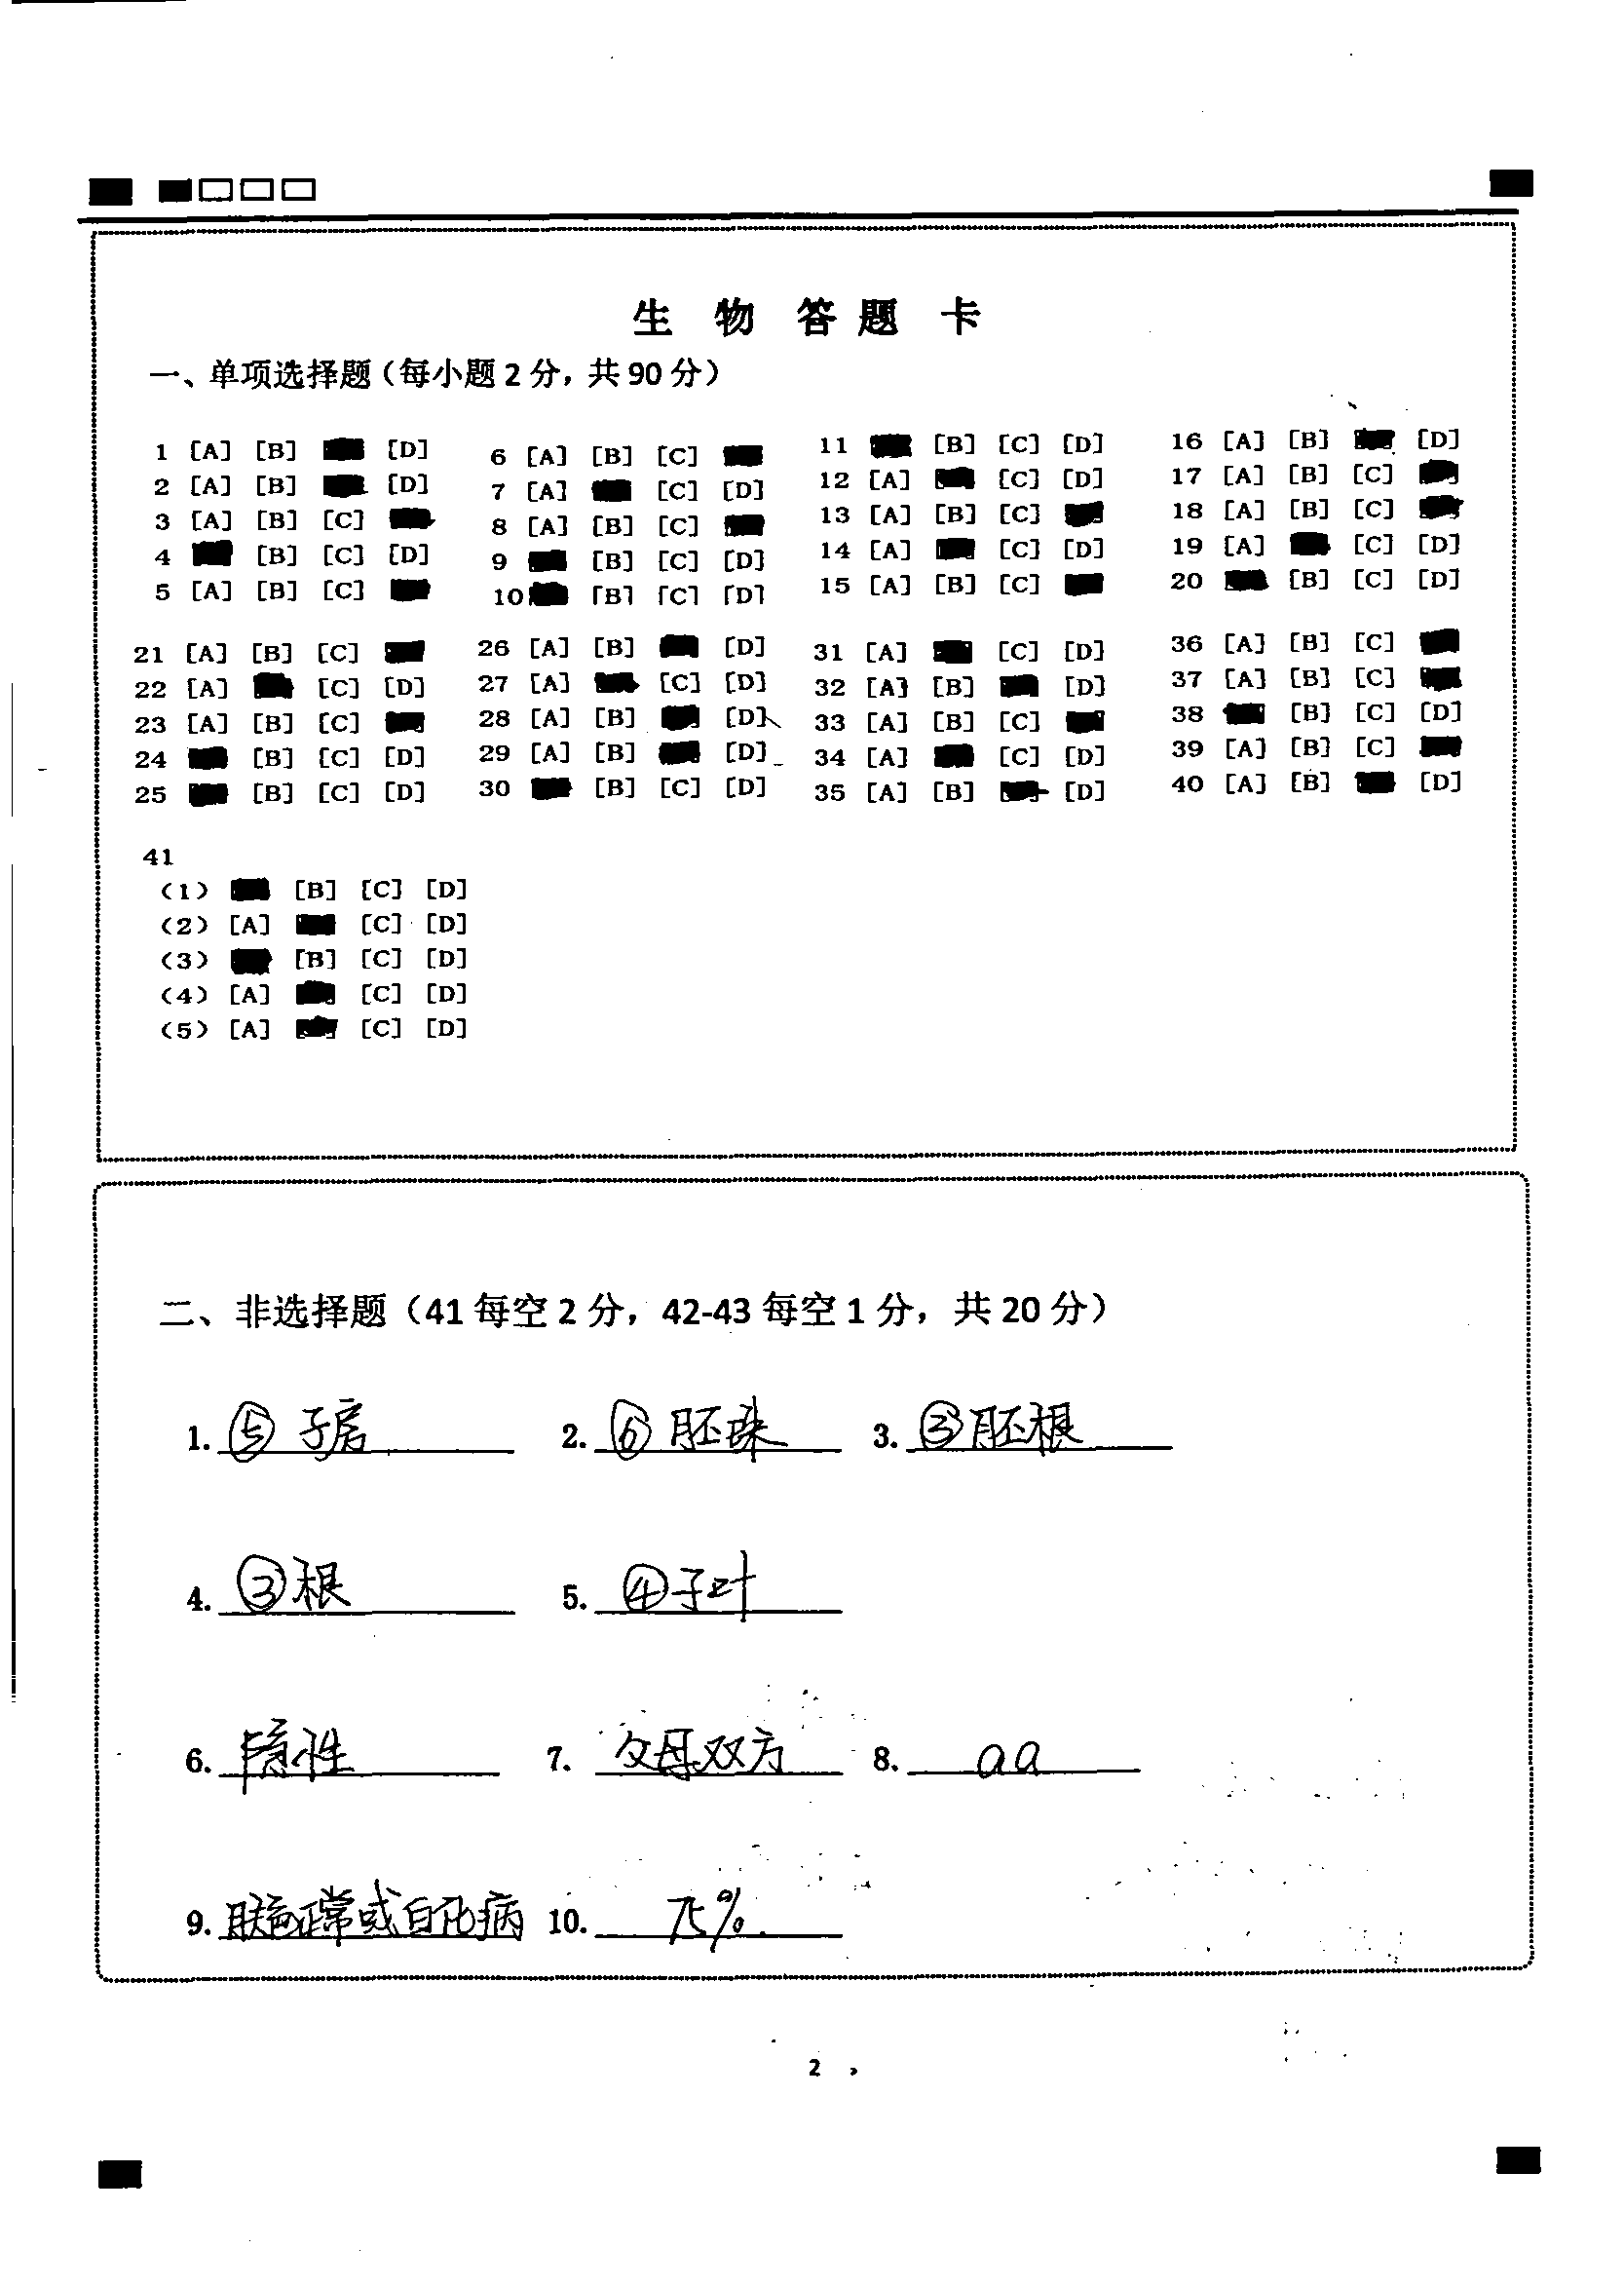 生 物 答 题 卡
一、单项选择题（每小题 2 分，共 90 分）
1 [A] [B] [D]
2 [A] [B] [D]
3 [A] [B] [C]
4 [B] [C] [D]
5 [A] [B] [C]
6 [A] [B] [C]
7 [A] [C] [D]
8 [A] [B] [C]
9 [B] [C] [D]
10 [B] [C] [D]
11 [B] [C] [D]
12 [A] [C] [D]
13 [A] [B] [C]
14 [A] [C] [D]
15 [A] [B] [C]
16 [A] [B] [D]
17 [A] [B] [C]
18 [A] [B] [C]
19 [A] [C] [D]
20 [B] [C] [D]
21 [A] [B] [C]
22 [A] [C] [D]
23 [A] [B] [C]
24 [B] [C] [D]
25 [B] [C] [D]
26 [A] [B] [D]
27 [A] [C] [D]
28 [A] [B] [D]
29 [A] [B] [D]
30 [B] [C] [D]
31 [A] [C] [D]
32 [A] [B] [D]
33 [A] [B] [C]
34 [A] [C] [D]
35 [A] [B] [D]
36 [A] [B] [C]
37 [A] [B] [C]
38 [B] [C] [D]
39 [A] [B] [C]
40 [A] [B] [D]
41
(1) [B] [C] [D]
(2) [A] [C] [D]
(3) [B] [C] [D]
(4) [A] [C] [D]
(5) [A] [C] [D]
二、非选择题（41 每空 2 分，42-43 每空 1 分，共 20 分）
1. ⑤ 子房 2. ⑥ 胚珠 3. ③胚根
4. ③根 5. ④子叶
6. 隐性 7. 父母双方 8. aa
9. 肤色正常或白化病 10. 75%
2